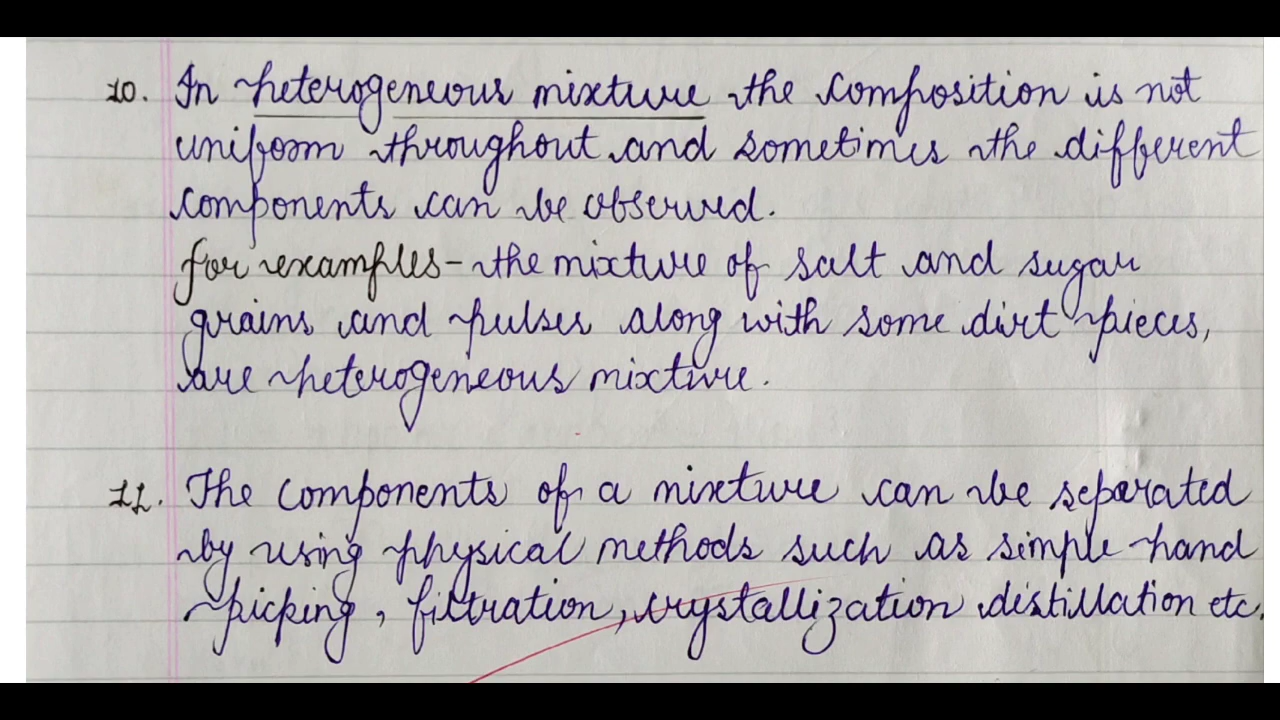 10. In heterogeneous mixture the composition is not
uniform throughout and sometimes the different
components can be observed.
for examples - the mixture of salt and sugar
grains and pulses along with some dirt pieces,
are heterogeneous mixture.
11. The components of a mixture can be separated
by using physical methods such as simple hand
picking, filtration, crystallization distillation etc.